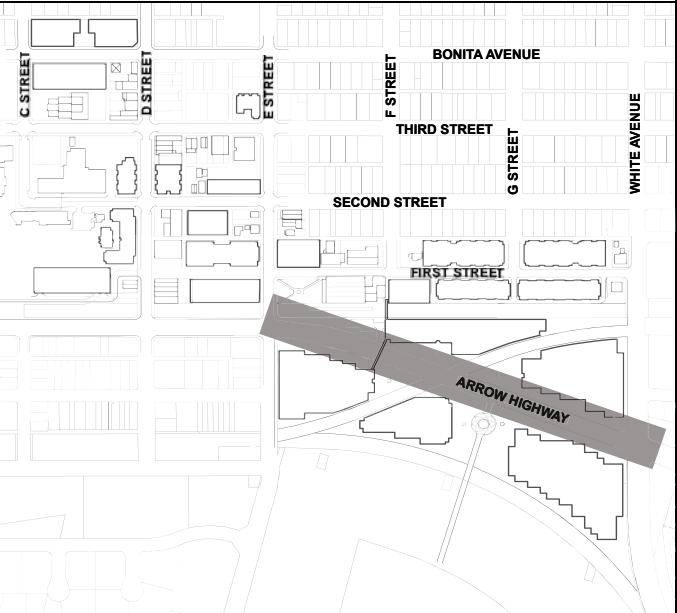 BONITA AVENUE
C STREET
D STREET
E STREET
F STREET
THIRD STREET
G STREET
WHITE AVENUE
SECOND STREET
FIRST STREET
ARROW HIGHWAY